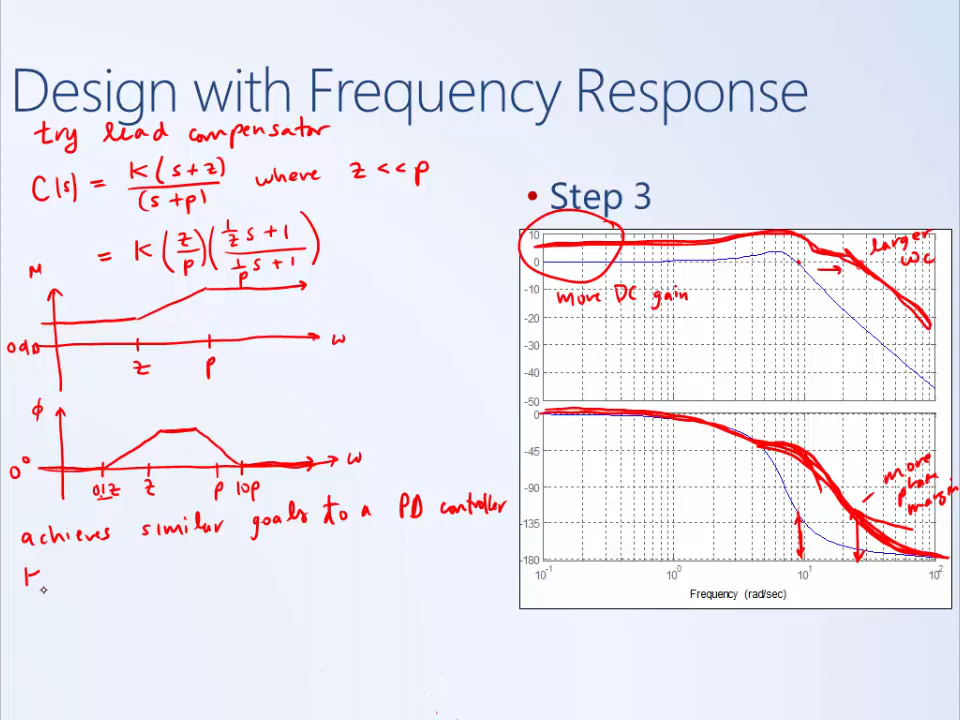 Design with Frequency Response
try lead compensator
C(s) = K(s+z)/(s+p) where z << p
= K(z/p)(1/z s+1 / 1/p s+1)
M
0dB
z p ω
ϕ
0°
0.1z z p 10p ω
achieves similar goals to a PD controller
• Step 3
10
0
-10
-20
-30
-40
-50
larger ωc
more DC gain
0
-45
-90
-135
-180
more phase margin
10^-1 10^0 10^1 10^2
Frequency (rad/sec)